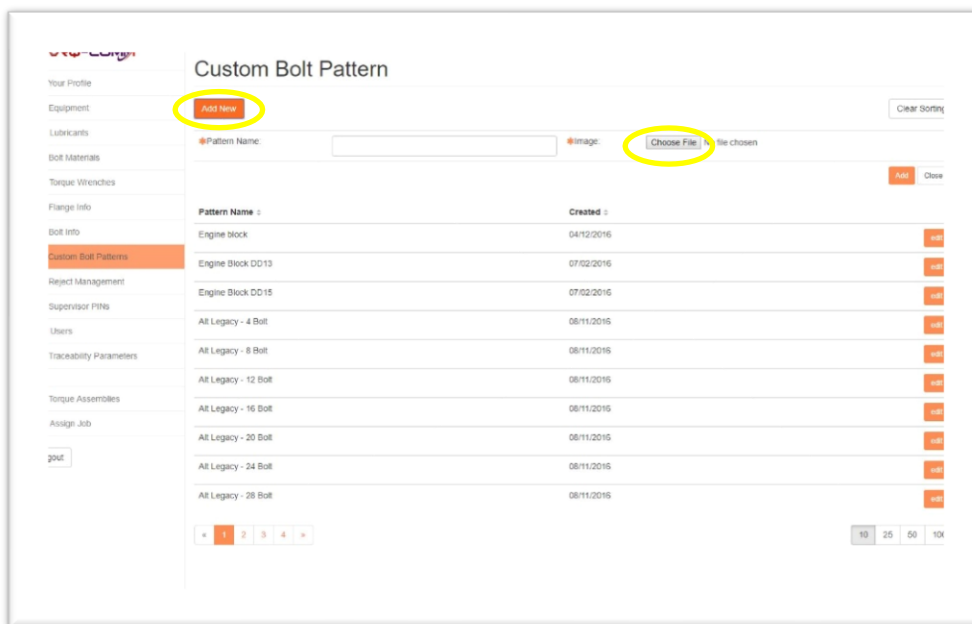 Custom Bolt Pattern
Your Profile
Equipment
Lubricants
Bolt Materials
Torque Wrenches
Flange Info
Bolt Info
Custom Bolt Patterns
Reject Management
Supervisor PINs
Users
Traceability Parameters
Torque Assemblies
Assign Job
gout
Add New
Clear Sorting
*Pattern Name:
*Image:
Choose File
file chosen
Add Close
Pattern Name Created
Engine block 04/12/2016 edit
Engine Block DD13 07/02/2016 edit
Engine Block DD15 07/02/2016 edit
Alt Legacy - 4 Bolt 08/11/2016 edit
Alt Legacy - 8 Bolt 08/11/2016 edit
Alt Legacy - 12 Bolt 08/11/2016 edit
Alt Legacy - 16 Bolt 08/11/2016 edit
Alt Legacy - 20 Bolt 08/11/2016 edit
Alt Legacy - 24 Bolt 08/11/2016 edit
Alt Legacy - 28 Bolt 08/11/2016 edit
« 1 2 3 4 »
10 25 50 100